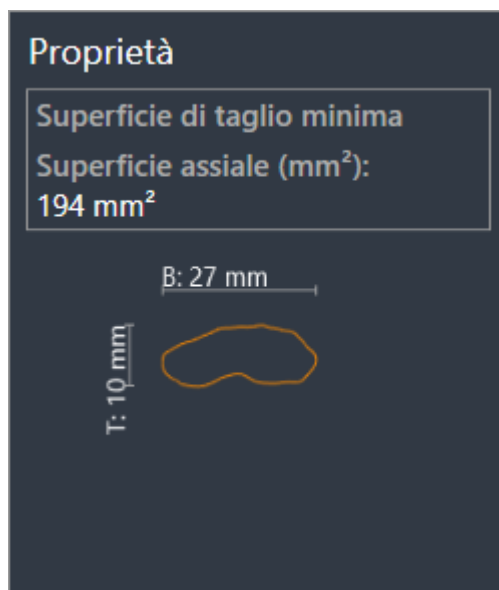 Proprietà
Superficie di taglio minima
Superficie assiale (mm²):
194 mm²
B: 27 mm
T: 10 mm